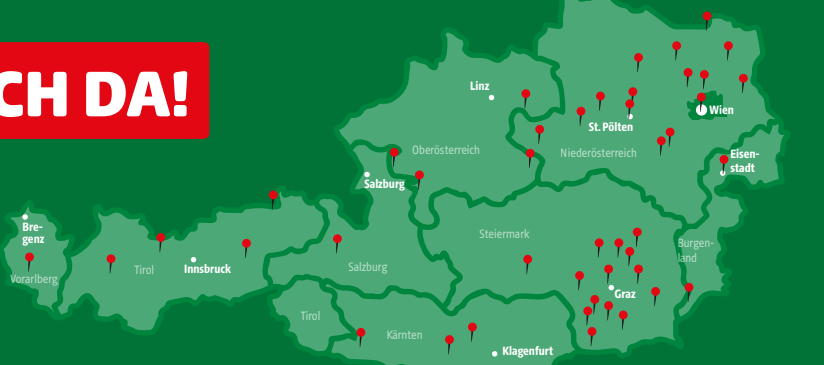 CH DA!
Linz
Wien
St. Pölten
Oberösterreich
Niederösterreich
Eisen-
stadt
Salzburg
Bre-
genz
Steiermark
Burgen-
land
Vorarlberg
Tirol
Innsbruck
Salzburg
Graz
Tirol
Kärnten
Klagenfurt